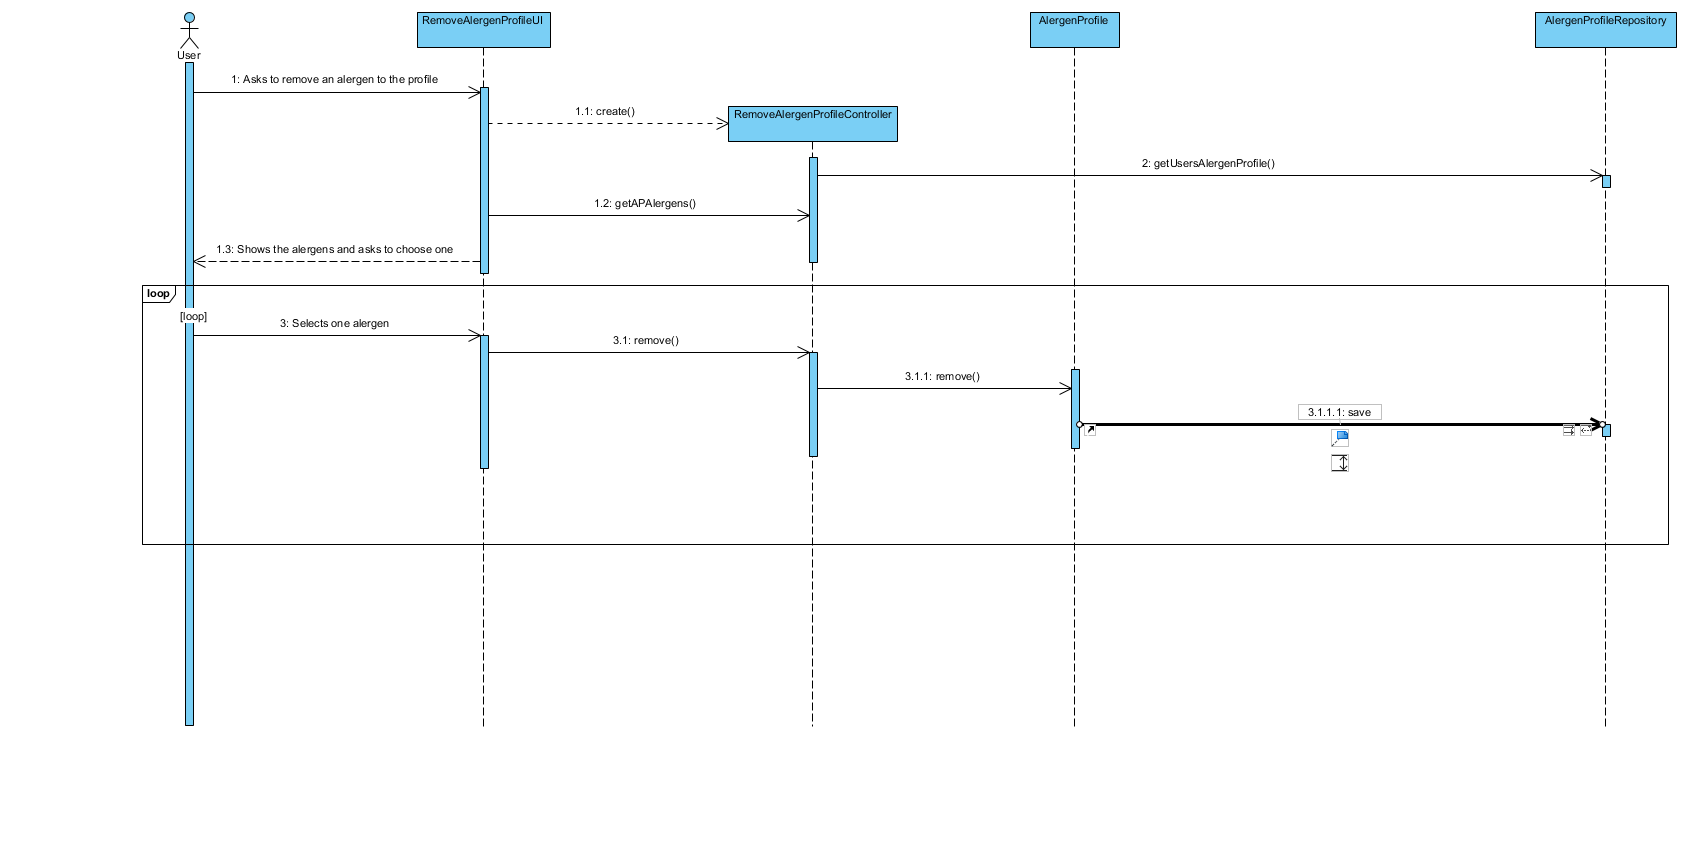 RemoveAlergenProfileUI
AlergenProfile
AlergenProfileRepository
User
1: Asks to remove an alergen to the profile
1.1: create()
RemoveAlergenProfileController
2: getUsersAlergenProfile()
1.2: getAPAlergens()
1.3: Shows the alergens and asks to choose one
loop
[loop]
3: Selects one alergen
3.1: remove()
3.1.1: remove()
3.1.1.1: save